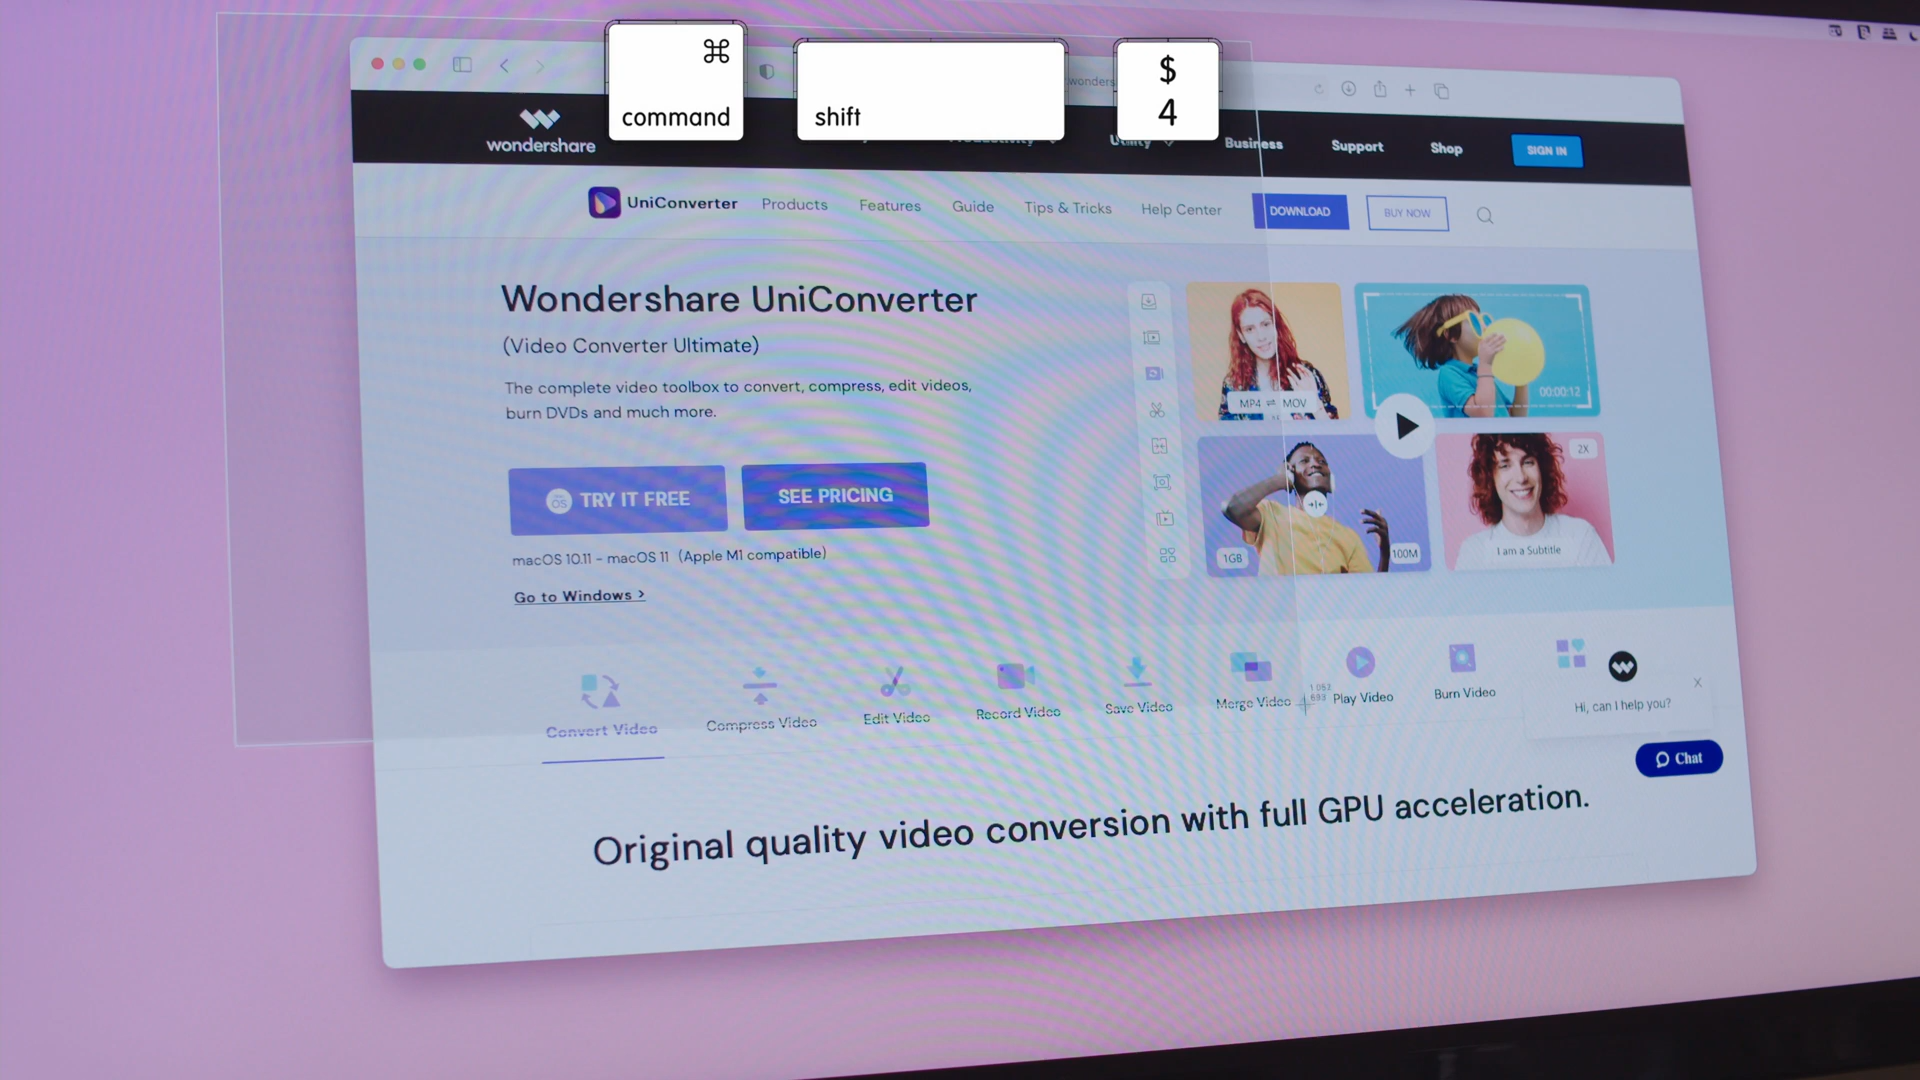 ⌘
command
shift
$
4
wonders
wondershare
Utility
Business
Support
Shop
SIGN IN
UniConverter
Products
Features
Guide
Tips & Tricks
Help Center
DOWNLOAD
BUY NOW
Wondershare UniConverter
(Video Converter Ultimate)
The complete video toolbox to convert, compress, edit videos,
burn DVDs and much more.
TRY IT FREE
SEE PRICING
macOS 10.11 - macOS 11 (Apple M1 compatible)
Go to Windows >
MP4 ⇌ MOV
00:00:12
1GB
100M
2X
I am a Subtitle
Convert Video
Compress Video
Edit Video
Record Video
Save Video
Merge Video
1053
693
Play Video
Burn Video
Hi, can I help you?
Chat
Original quality video conversion with full GPU acceleration.